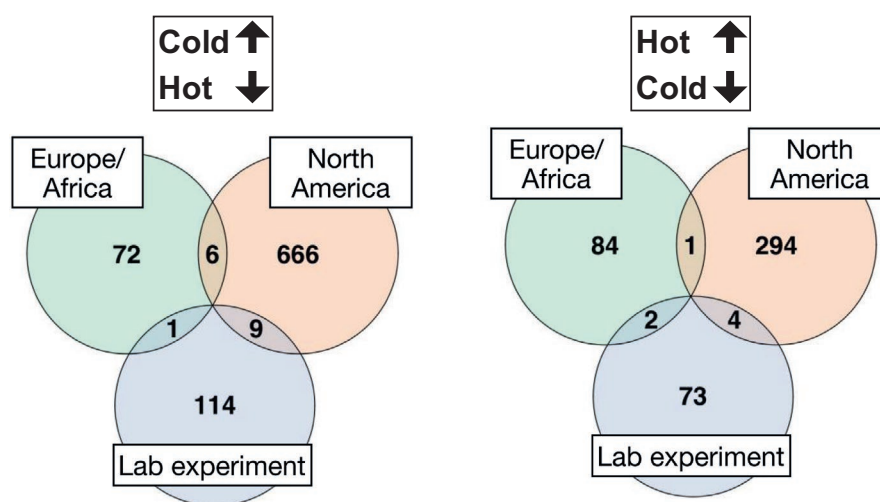 Cold ↑
Hot ↓
Europe/
Africa
North
America
72
6
666
1
9
114
Lab experiment
Hot ↑
Cold ↓
Europe/
Africa
North
America
84
1
294
2
4
73
Lab experiment